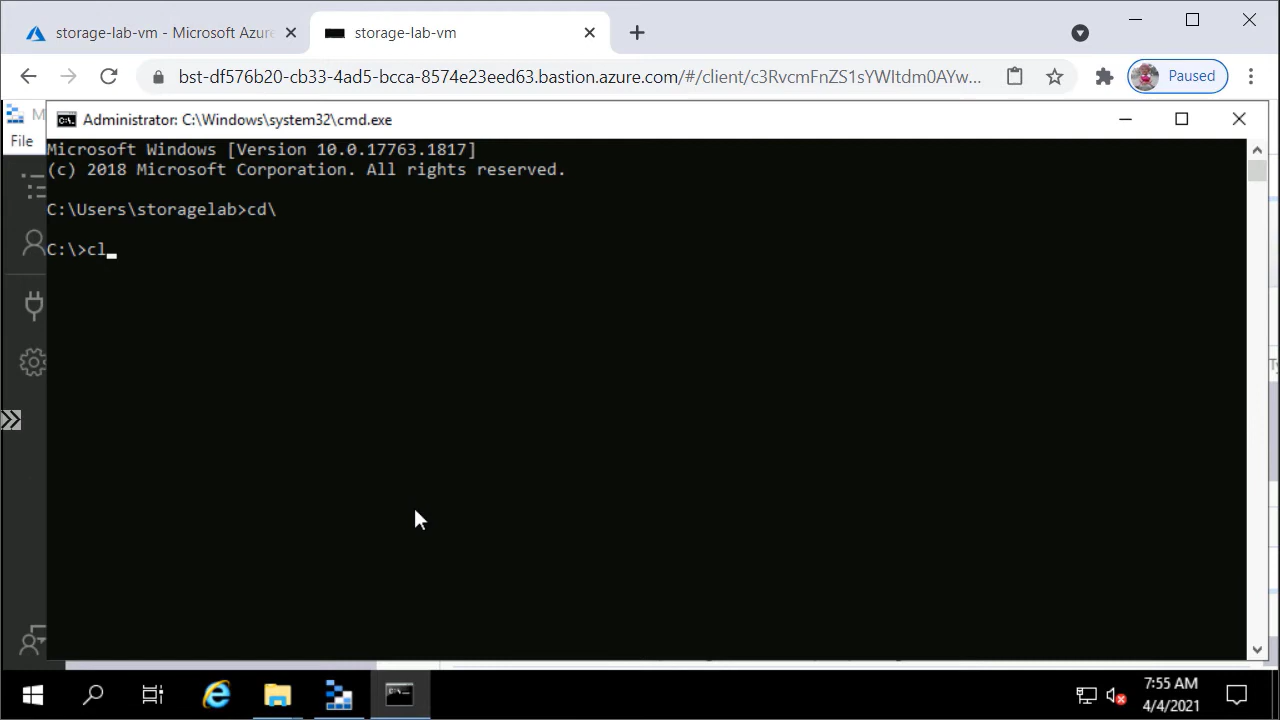 storage-lab-vm - Microsoft Azure
storage-lab-vm
bst-df576b20-cb33-4ad5-bcca-8574e23eed63.bastion.azure.com/#/client/c3RvcmFnZS1sYWItdm0AYw...
Paused
M
Administrator: C:\Windows\system32\cmd.exe
File
Microsoft Windows [Version 10.0.17763.1817]
(c) 2018 Microsoft Corporation. All rights reserved.
C:\Users\storagelab>cd\
C:\>cl
Ty
7:55 AM
4/4/2021